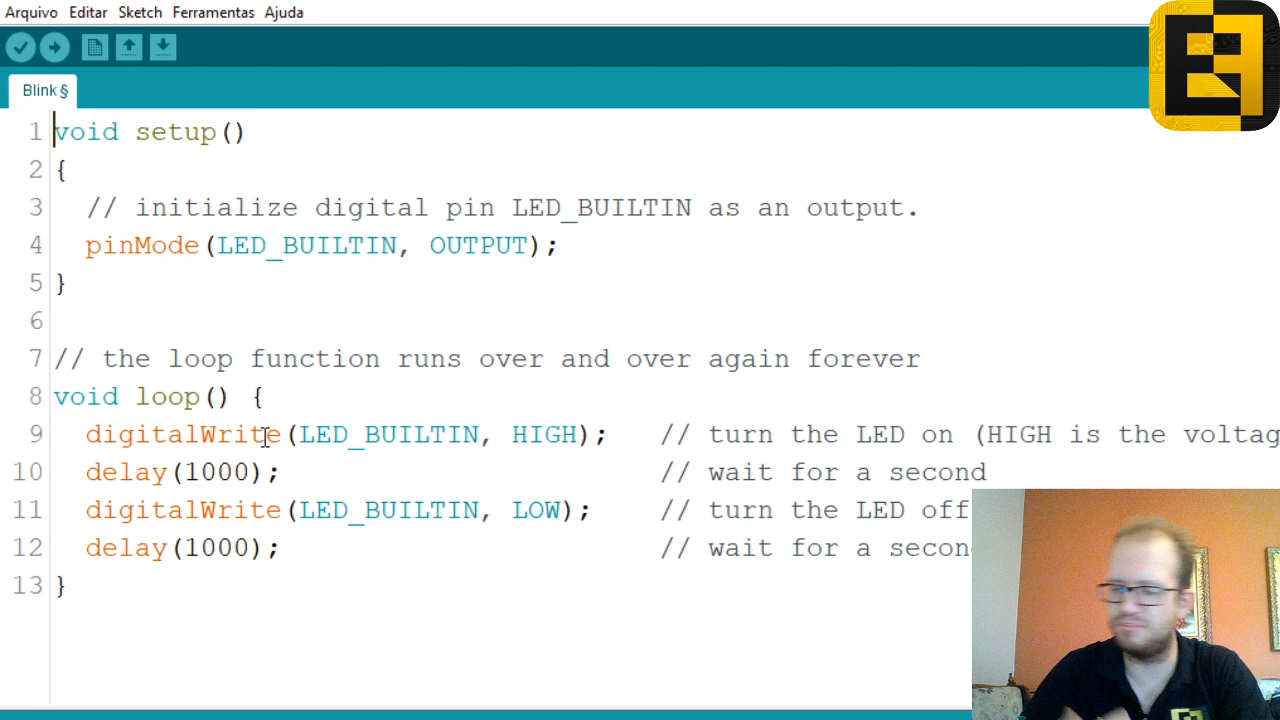 Arquivo Editar Sketch Ferramentas Ajuda
Blink §
1 void setup()
2 {
3 // initialize digital pin LED_BUILTIN as an output.
4 pinMode(LED_BUILTIN, OUTPUT);
5 }
6
7 // the loop function runs over and over again forever
8 void loop() {
9 digitalWrite(LED_BUILTIN, HIGH); // turn the LED on (HIGH is the voltag
10 delay(1000); // wait for a second
11 digitalWrite(LED_BUILTIN, LOW); // turn the LED off
12 delay(1000); // wait for a secon
13 }